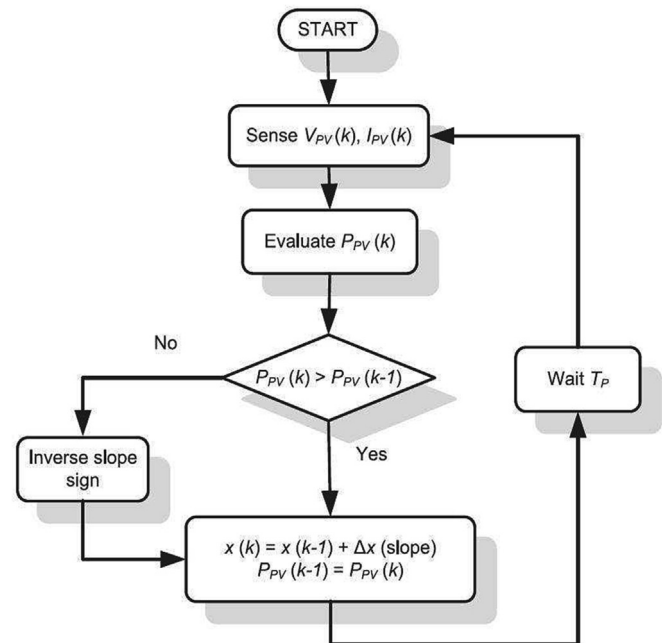 START
Sense V_PV(k), I_PV(k)
Evaluate P_PV (k)
No
P_PV (k) > P_PV (k-1)
Wait T_P
Yes
Inverse slope
sign
x (k) = x (k-1) + Δx (slope)
P_PV (k-1) = P_PV (k)